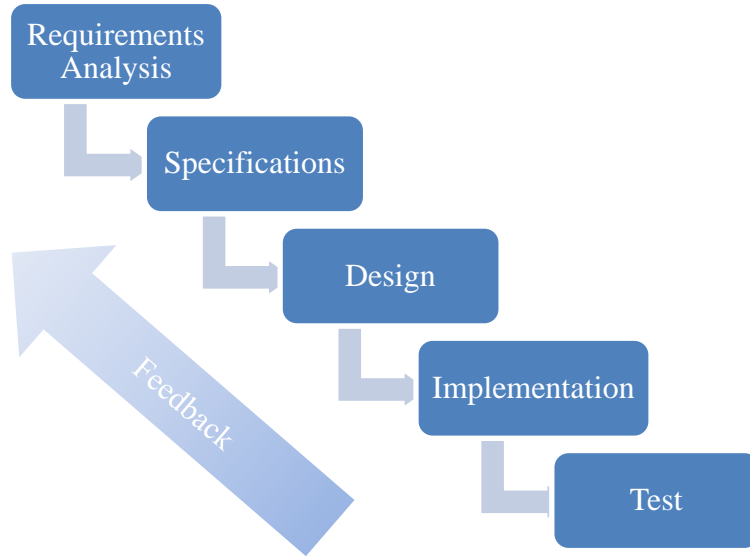 Requirements
Analysis
Specifications
Design
Implementation
Feedback
Test